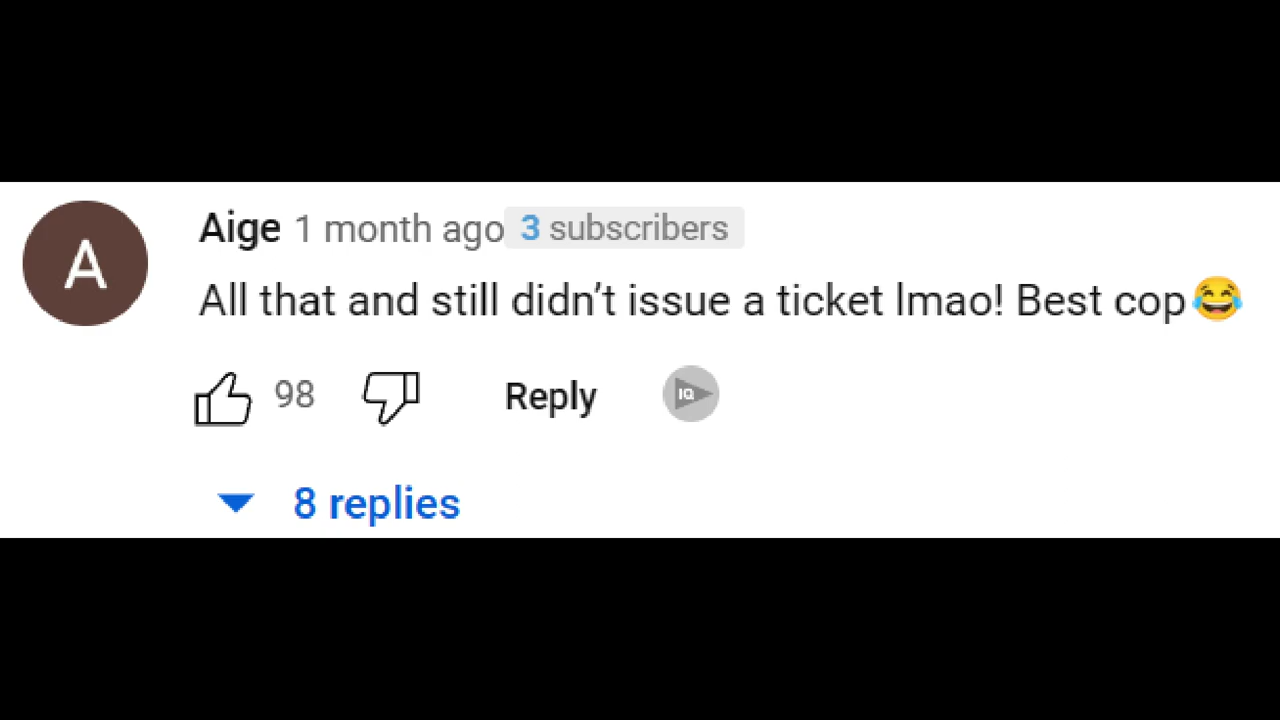 A
Aige 1 month ago 3 subscribers
All that and still didn’t issue a ticket lmao! Best cop😂
98 Reply IQ
8 replies